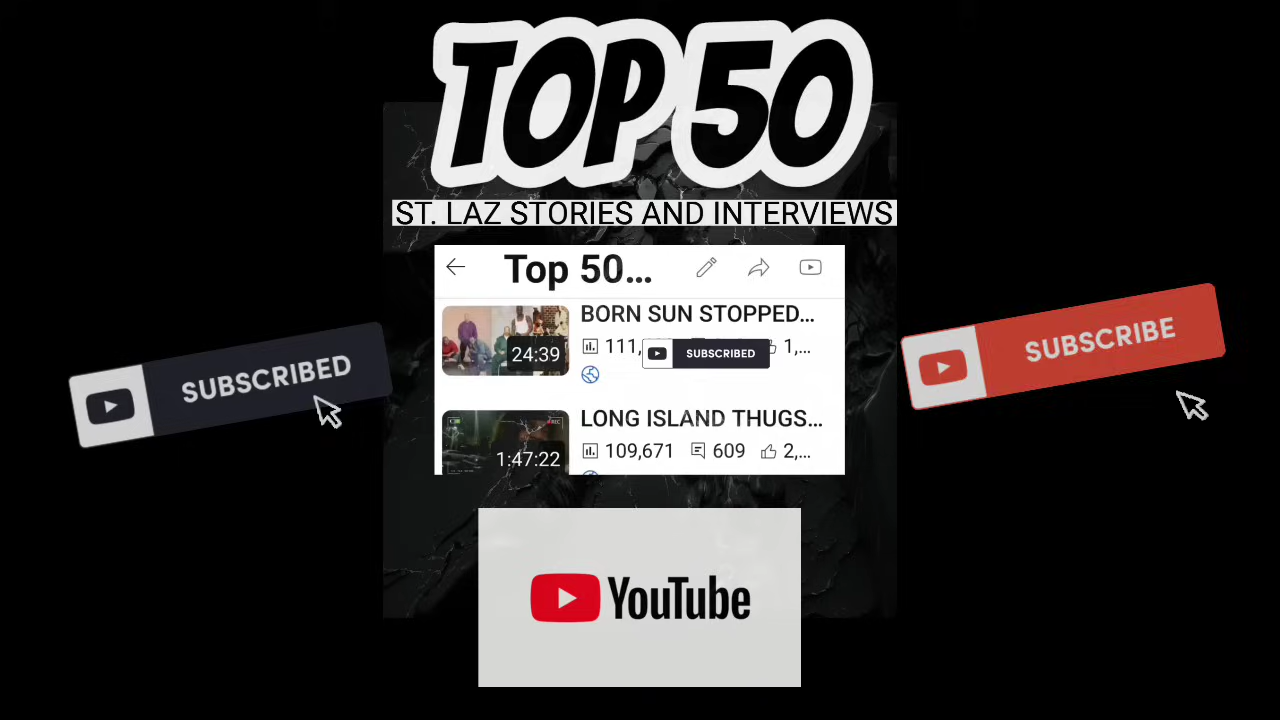 TOP 50
ST. LAZ STORIES AND INTERVIEWS
Top 50...
BORN SUN STOPPED...
24:39
111,
1,...
SUBSCRIBED
LONG ISLAND THUGS...
1:47:22
109,671 609 2,...
SUBSCRIBED
SUBSCRIBE
YouTube